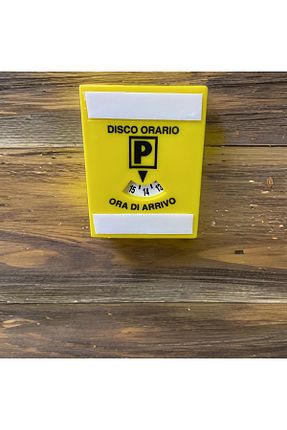 DISCO ORARIO
P
15 14 13
ORA DI ARRIVO